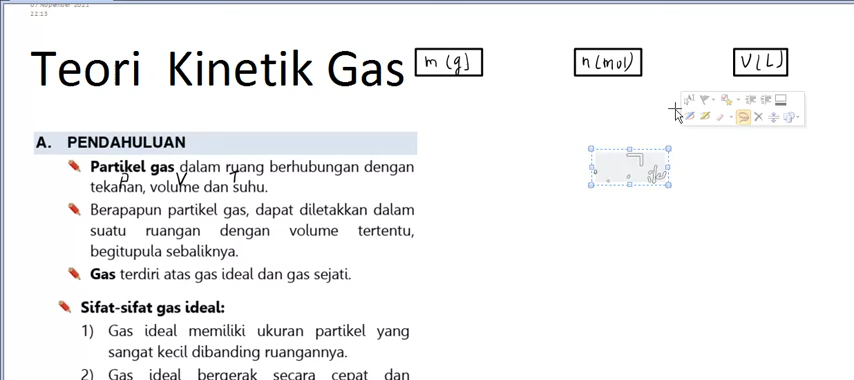 22:13
Teori Kinetik Gas
m (g)
n (mol)
V (L)
A. PENDAHULUAN
Partikel gas dalam ruang berhubungan dengan
tekanan, volume dan suhu.
P V T
Berapapun partikel gas, dapat diletakkan dalam
suatu ruangan dengan volume tertentu,
begitupula sebaliknya.
Gas terdiri atas gas ideal dan gas sejati.
Sifat-sifat gas ideal:
1) Gas ideal memiliki ukuran partikel yang
sangat kecil dibanding ruangannya.
2) Gas ideal bergerak secara cepat dan